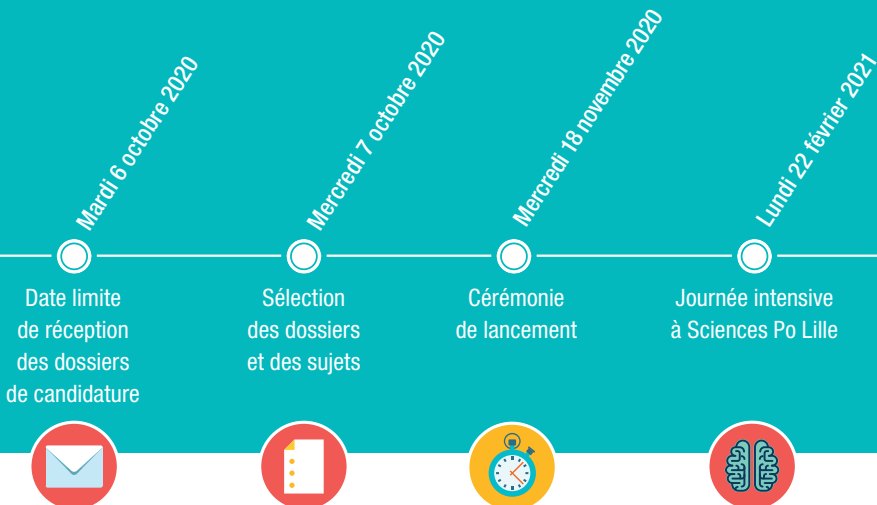 Mardi 6 octobre 2020
Date limite
de réception
des dossiers
de candidature
Mercredi 7 octobre 2020
Sélection
des dossiers
et des sujets
Mercredi 18 novembre 2020
Cérémonie
de lancement
Lundi 22 février 2021
Journée intensive
à Sciences Po Lille